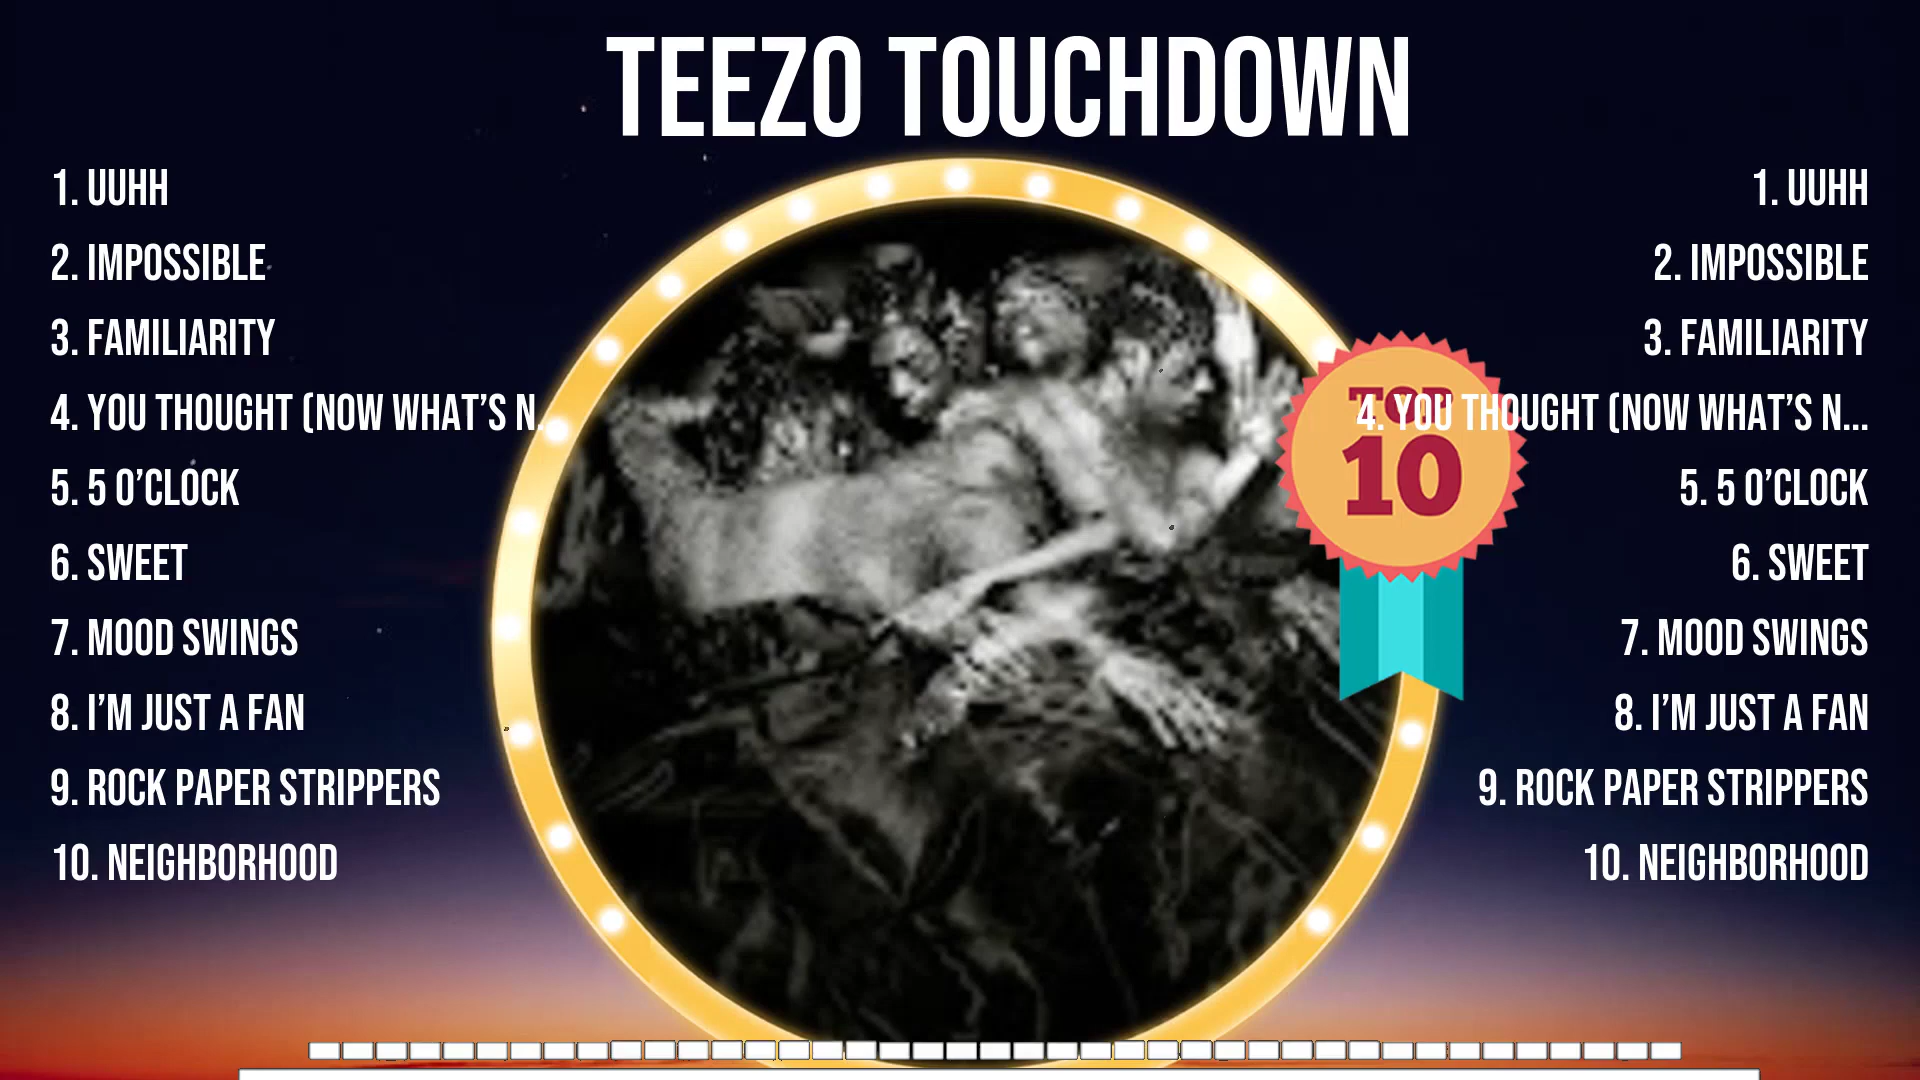 TEEZO TOUCHDOWN
1. UUHH
2. IMPOSSIBLE
3. FAMILIARITY
4. YOU THOUGHT (NOW WHAT’S N.
5. 5 O’CLOCK
6. SWEET
7. MOOD SWINGS
8. I’M JUST A FAN
9. ROCK PAPER STRIPPERS
10. NEIGHBORHOOD
TOP
10
1. UUHH
2. IMPOSSIBLE
3. FAMILIARITY
4. YOU THOUGHT (NOW WHAT’S N...
5. 5 O’CLOCK
6. SWEET
7. MOOD SWINGS
8. I’M JUST A FAN
9. ROCK PAPER STRIPPERS
10. NEIGHBORHOOD